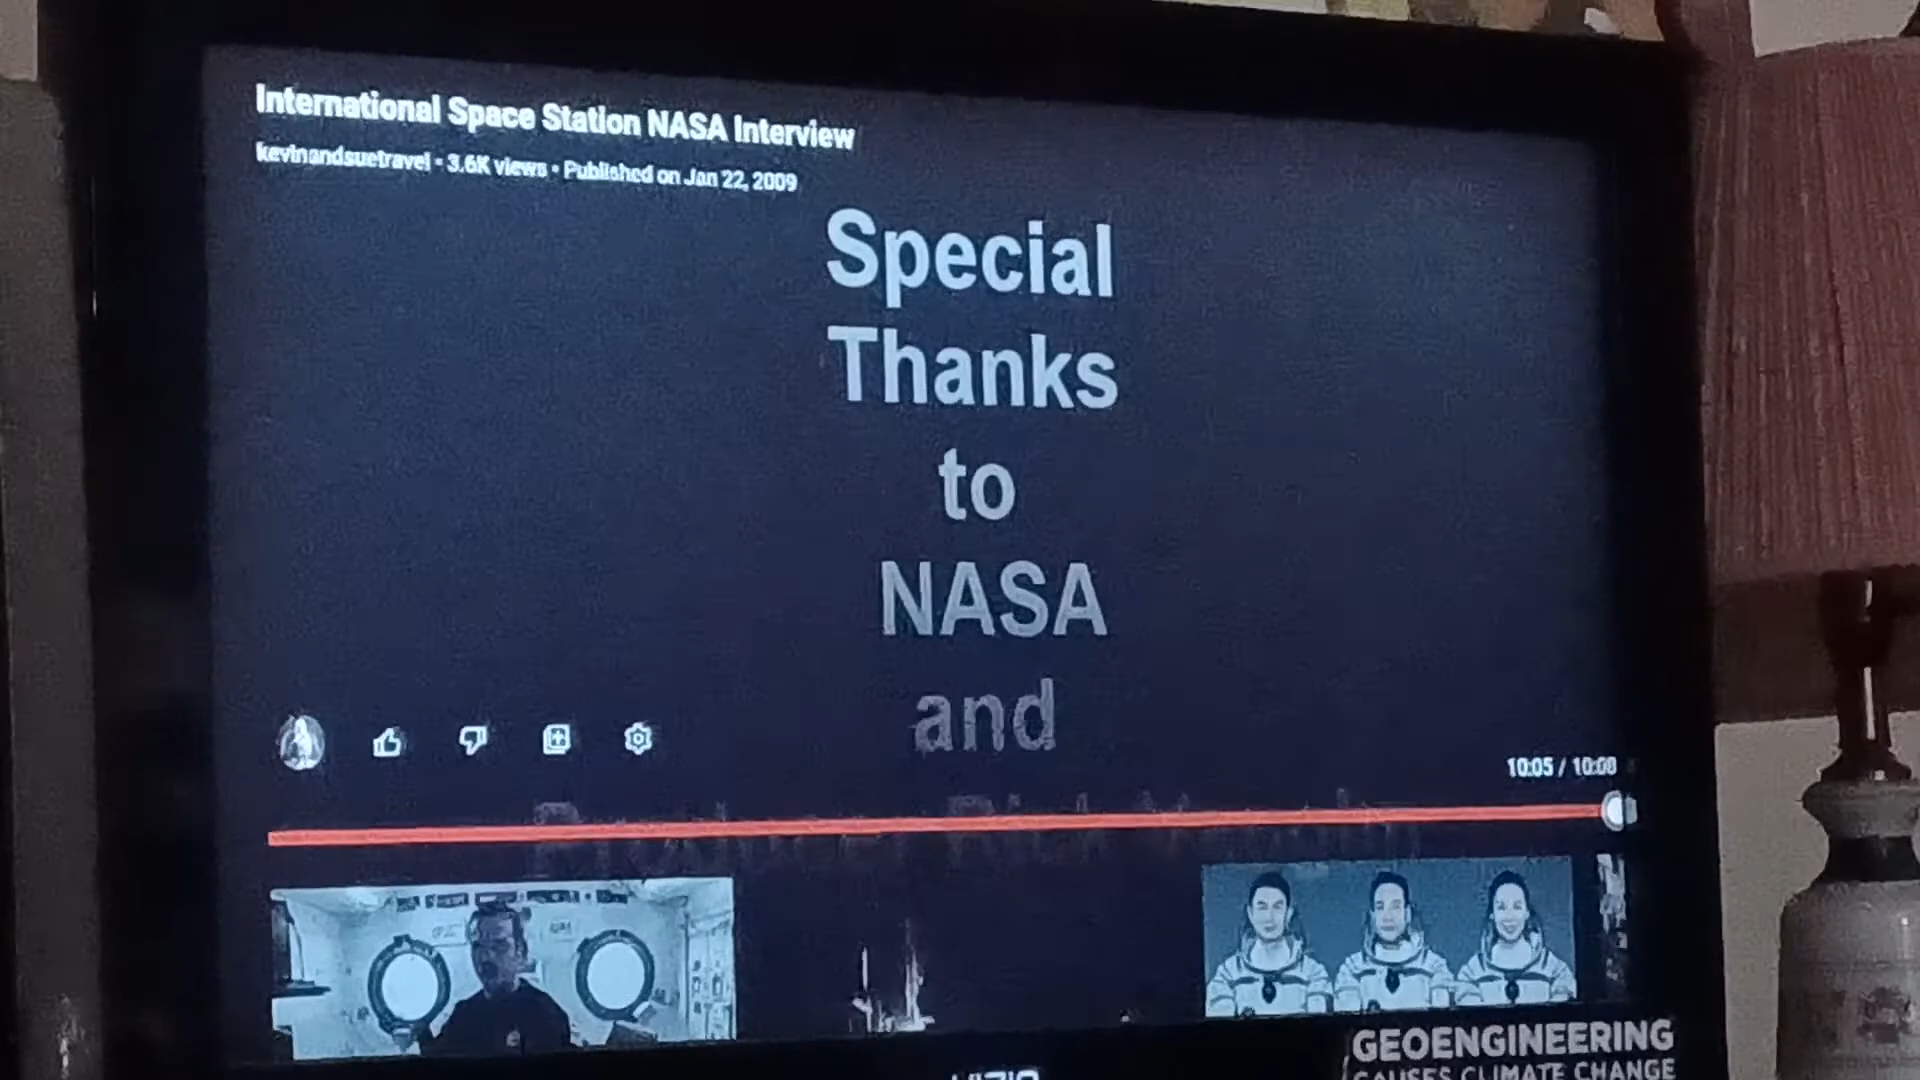 International Space Station NASA Interview
kevinandsuetravel • 3.6K views • Published on Jan 22, 2009
Special
Thanks
to
NASA
and
10:05 / 10:08
VIZIO
GEOENGINEERING
CAUSES CLIMATE CHANGE